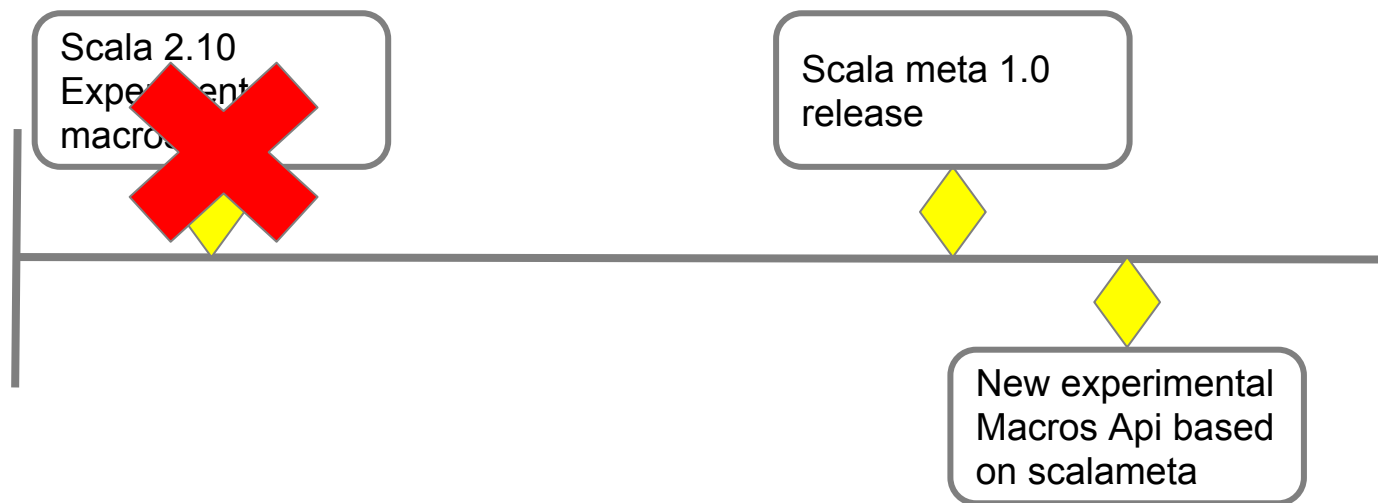 Scala 2.10
Scala meta 1.0
release
New experimental
Macros Api based
on scalameta